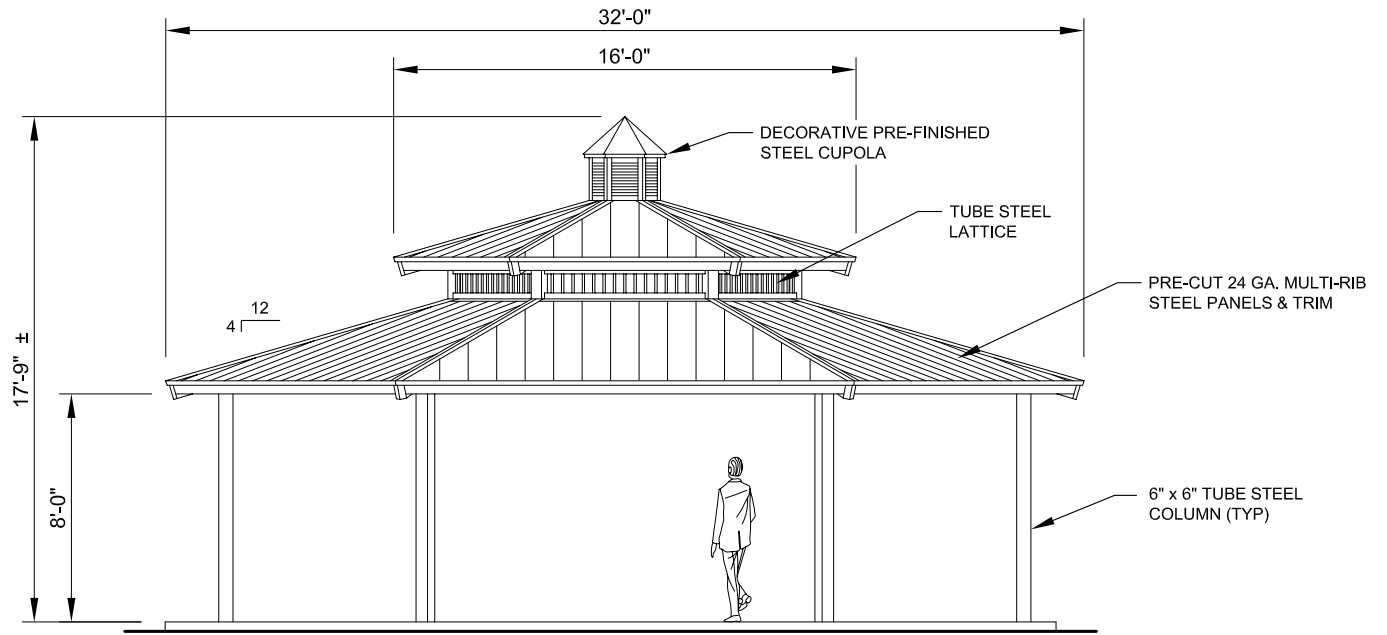 32'-0"
16'-0"
DECORATIVE PRE-FINISHED
STEEL CUPOLA
TUBE STEEL
LATTICE
PRE-CUT 24 GA. MULTI-RIB
STEEL PANELS & TRIM
12
4
17'-9" ±
8'-0"
6" x 6" TUBE STEEL
COLUMN (TYP)